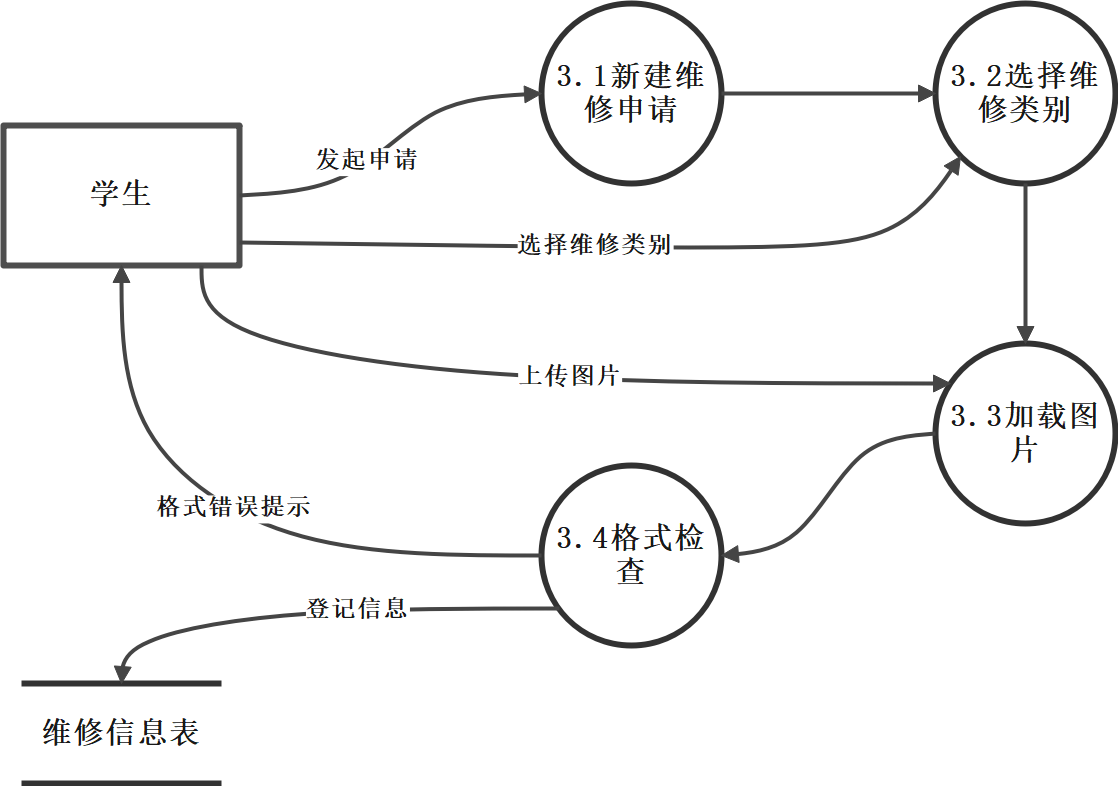 3.1新建维
修申请
3.2选择维
修类别
发起申请
学生
选择维修类别
上传图片
3.3加载图
片
格式错误提示
3.4格式检
查
登记信息
维修信息表